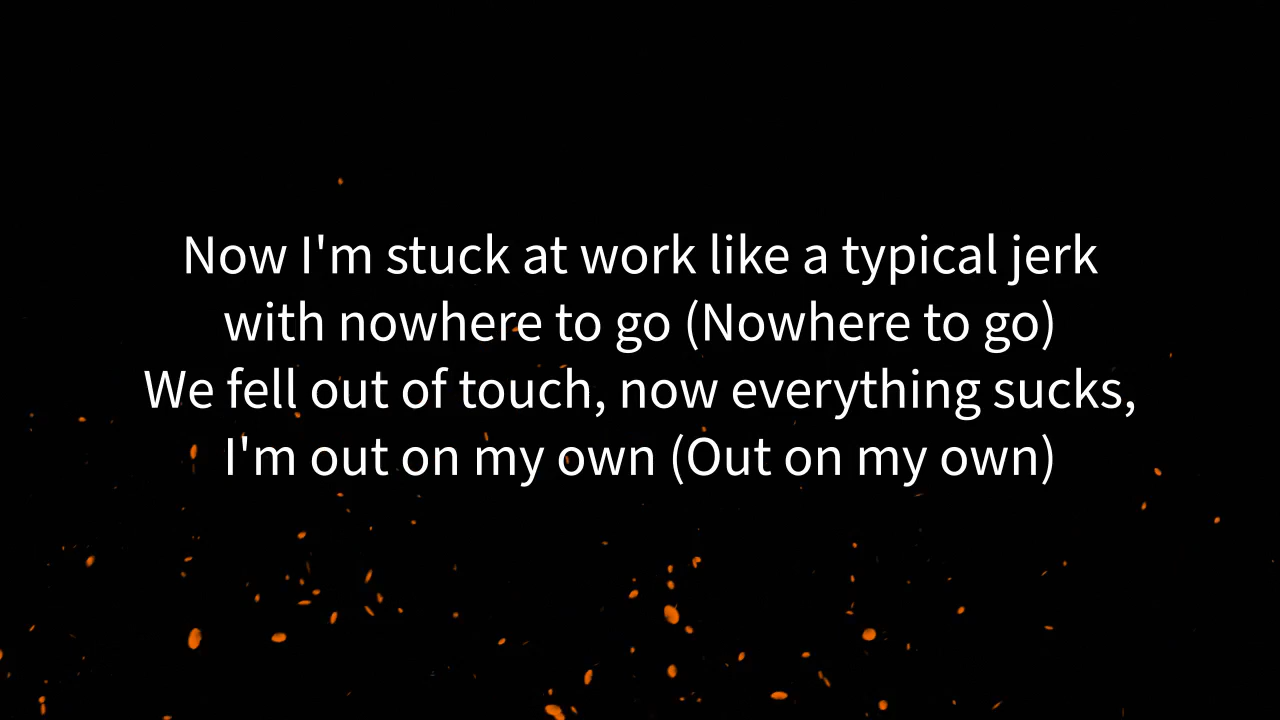 Now I'm stuck at work like a typical jerk
with nowhere to go (Nowhere to go)
We fell out of touch, now everything sucks,
I'm out on my own (Out on my own)